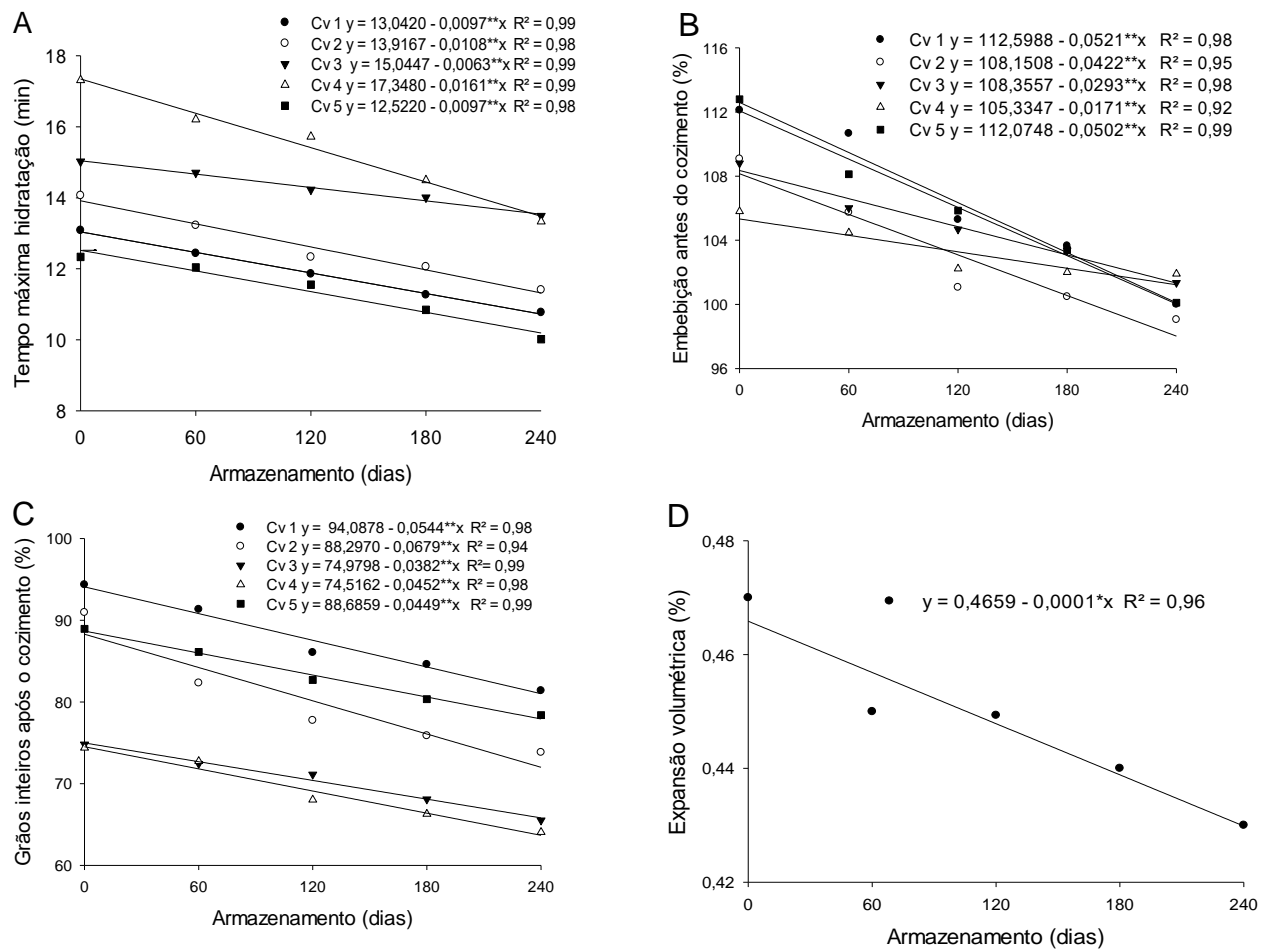 A
Cv 1 y = 13,0420 - 0,0097**x R² = 0,99
Cv 2 y = 13,9167 - 0,0108**x R² = 0,98
Cv 3 y = 15,0447 - 0,0063**x R² = 0,99
Cv 4 y = 17,3480 - 0,0161**x R² = 0,99
Cv 5 y = 12,5220 - 0,0097**x R² = 0,98
Tempo máxima hidratação (min)
18
16
14
12
10
8
0 60 120 180 240
Armazenamento (dias)
B
Cv 1 y = 112,5988 - 0,0521**x R² = 0,98
Cv 2 y = 108,1508 - 0,0422**x R² = 0,95
Cv 3 y = 108,3557 - 0,0293**x R² = 0,98
Cv 4 y = 105,3347 - 0,0171**x R² = 0,92
Cv 5 y = 112,0748 - 0,0502**x R² = 0,99
Embebição antes do cozimento (%)
116
112
108
104
100
96
0 60 120 180 240
Armazenamento (dias)
C
Cv 1 y = 94,0878 - 0,0544**x R² = 0,98
Cv 2 y = 88,2970 - 0,0679**x R² = 0,94
Cv 3 y = 74,9798 - 0,0382**x R² = 0,99
Cv 4 y = 74,5162 - 0,0452**x R² = 0,98
Cv 5 y = 88,6859 - 0,0449**x R² = 0,99
Grãos inteiros após o cozimento (%)
100
90
80
70
60
0 60 120 180 240
Armazenamento (dias)
D
y = 0,4659 - 0,0001*x R² = 0,96
Expansão volumétrica (%)
0,48
0,46
0,44
0,42
0 60 120 180 240
Armazenamento (dias)